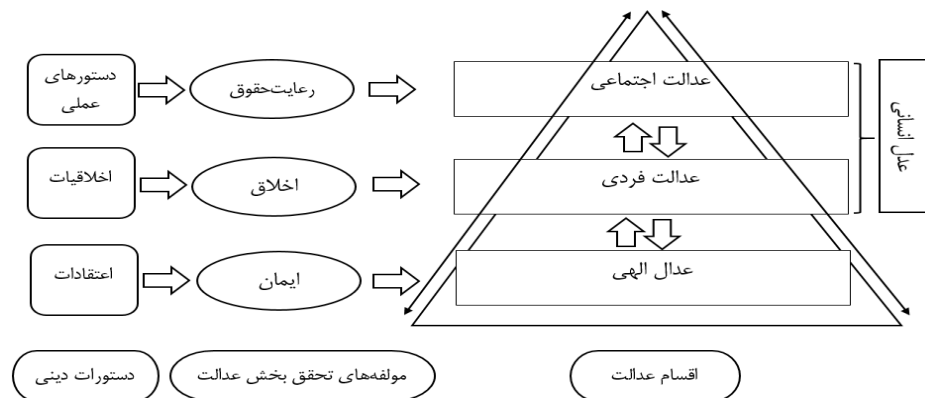 عدالت اجتماعی
رعایت‌حقوق
دستورهای
عملی
عدل انسانی
عدالت فردی
اخلاق
اخلاقیات
عدال الهی
ایمان
اعتقادات
اقسام عدالت
مولفه‌های تحقق بخش عدالت
دستورات دینی